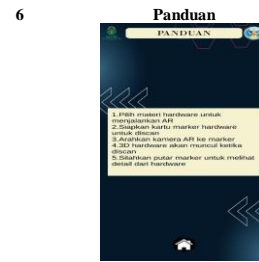 6 Panduan
PANDUAN
1.Pilih materi hardware untuk
menjalankan AR
2.Siapkan kartu marker hardware
untuk discan
3.Arahkan kamera AR ke marker
4.3D hardware akan muncul ketika
discan
5.Silahkan putar marker untuk melihat
detail dari hardware